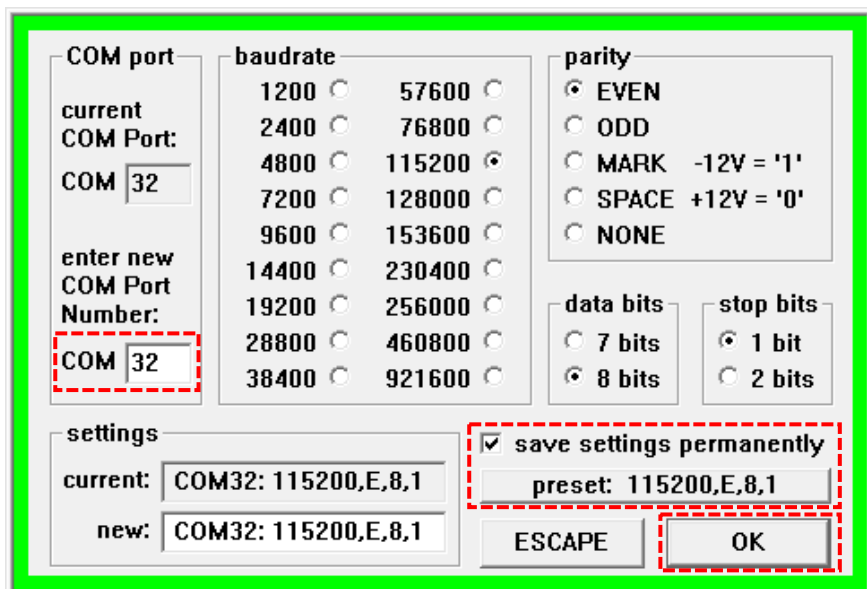 COM port
current
COM Port:
COM 32
enter new
COM Port
Number:
COM 32
baudrate
1200 57600
2400 76800
4800 115200
7200 128000
9600 153600
14400 230400
19200 256000
28800 460800
38400 921600
parity
EVEN
ODD
MARK -12V = '1'
SPACE +12V = '0'
NONE
data bits
7 bits
8 bits
stop bits
1 bit
2 bits
settings
current: COM32: 115200,E,8,1
new: COM32: 115200,E,8,1
save settings permanently
preset: 115200,E,8,1
ESCAPE OK